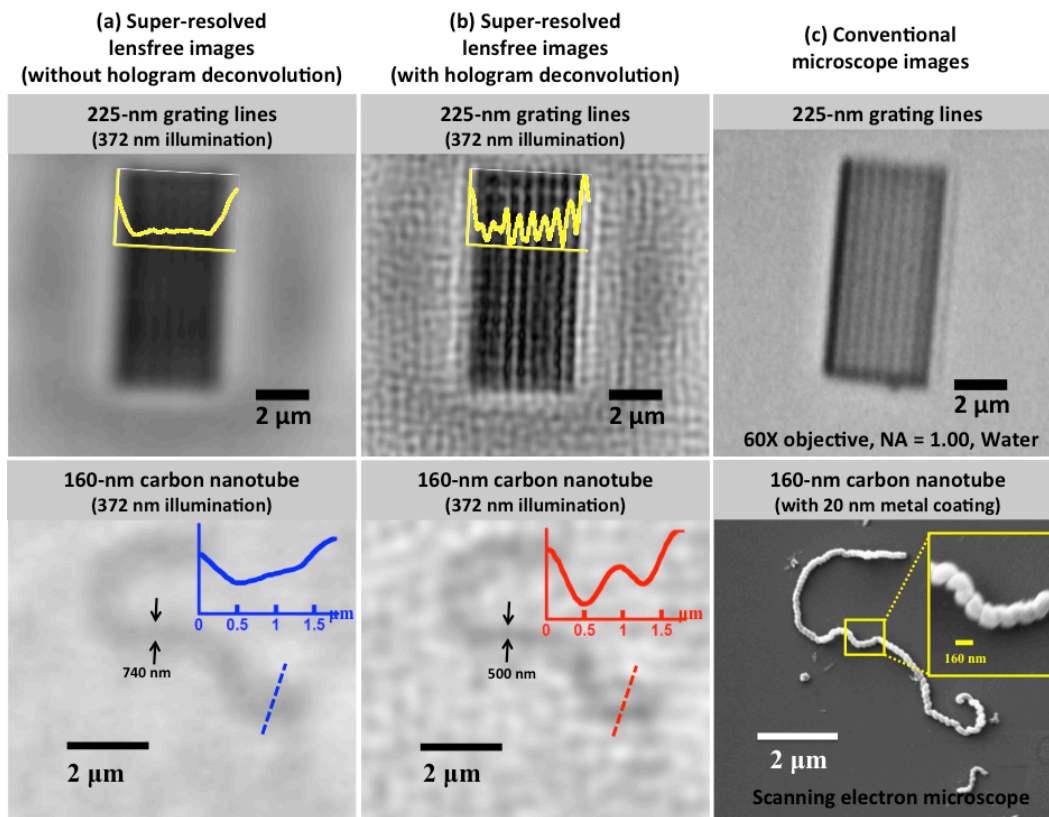 (a) Super-resolved
lensfree images
(without hologram deconvolution)
(b) Super-resolved
lensfree images
(with hologram deconvolution)
(c) Conventional
microscope images
225-nm grating lines
(372 nm illumination)
225-nm grating lines
(372 nm illumination)
225-nm grating lines
2 μm
2 μm
2 μm
60X objective, NA = 1.00, Water
160-nm carbon nanotube
(372 nm illumination)
160-nm carbon nanotube
(372 nm illumination)
160-nm carbon nanotube
(with 20 nm metal coating)
μm
0 0.5 1 1.5
740 nm
2 μm
μm
0 0.5 1 1.5
500 nm
2 μm
160 nm
2 μm
Scanning electron microscope